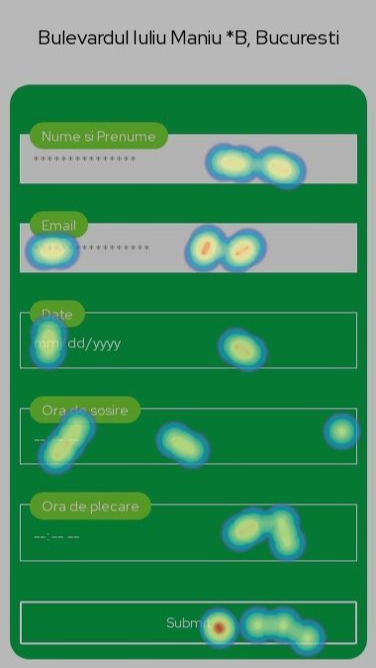 Bulevardul Iuliu Maniu *B, Bucuresti
Nume si Prenume
***************
Email
*****************
Date
mm/dd/yyyy
Ora de sosire
--:-- --
Ora de plecare
--:-- --
Submit